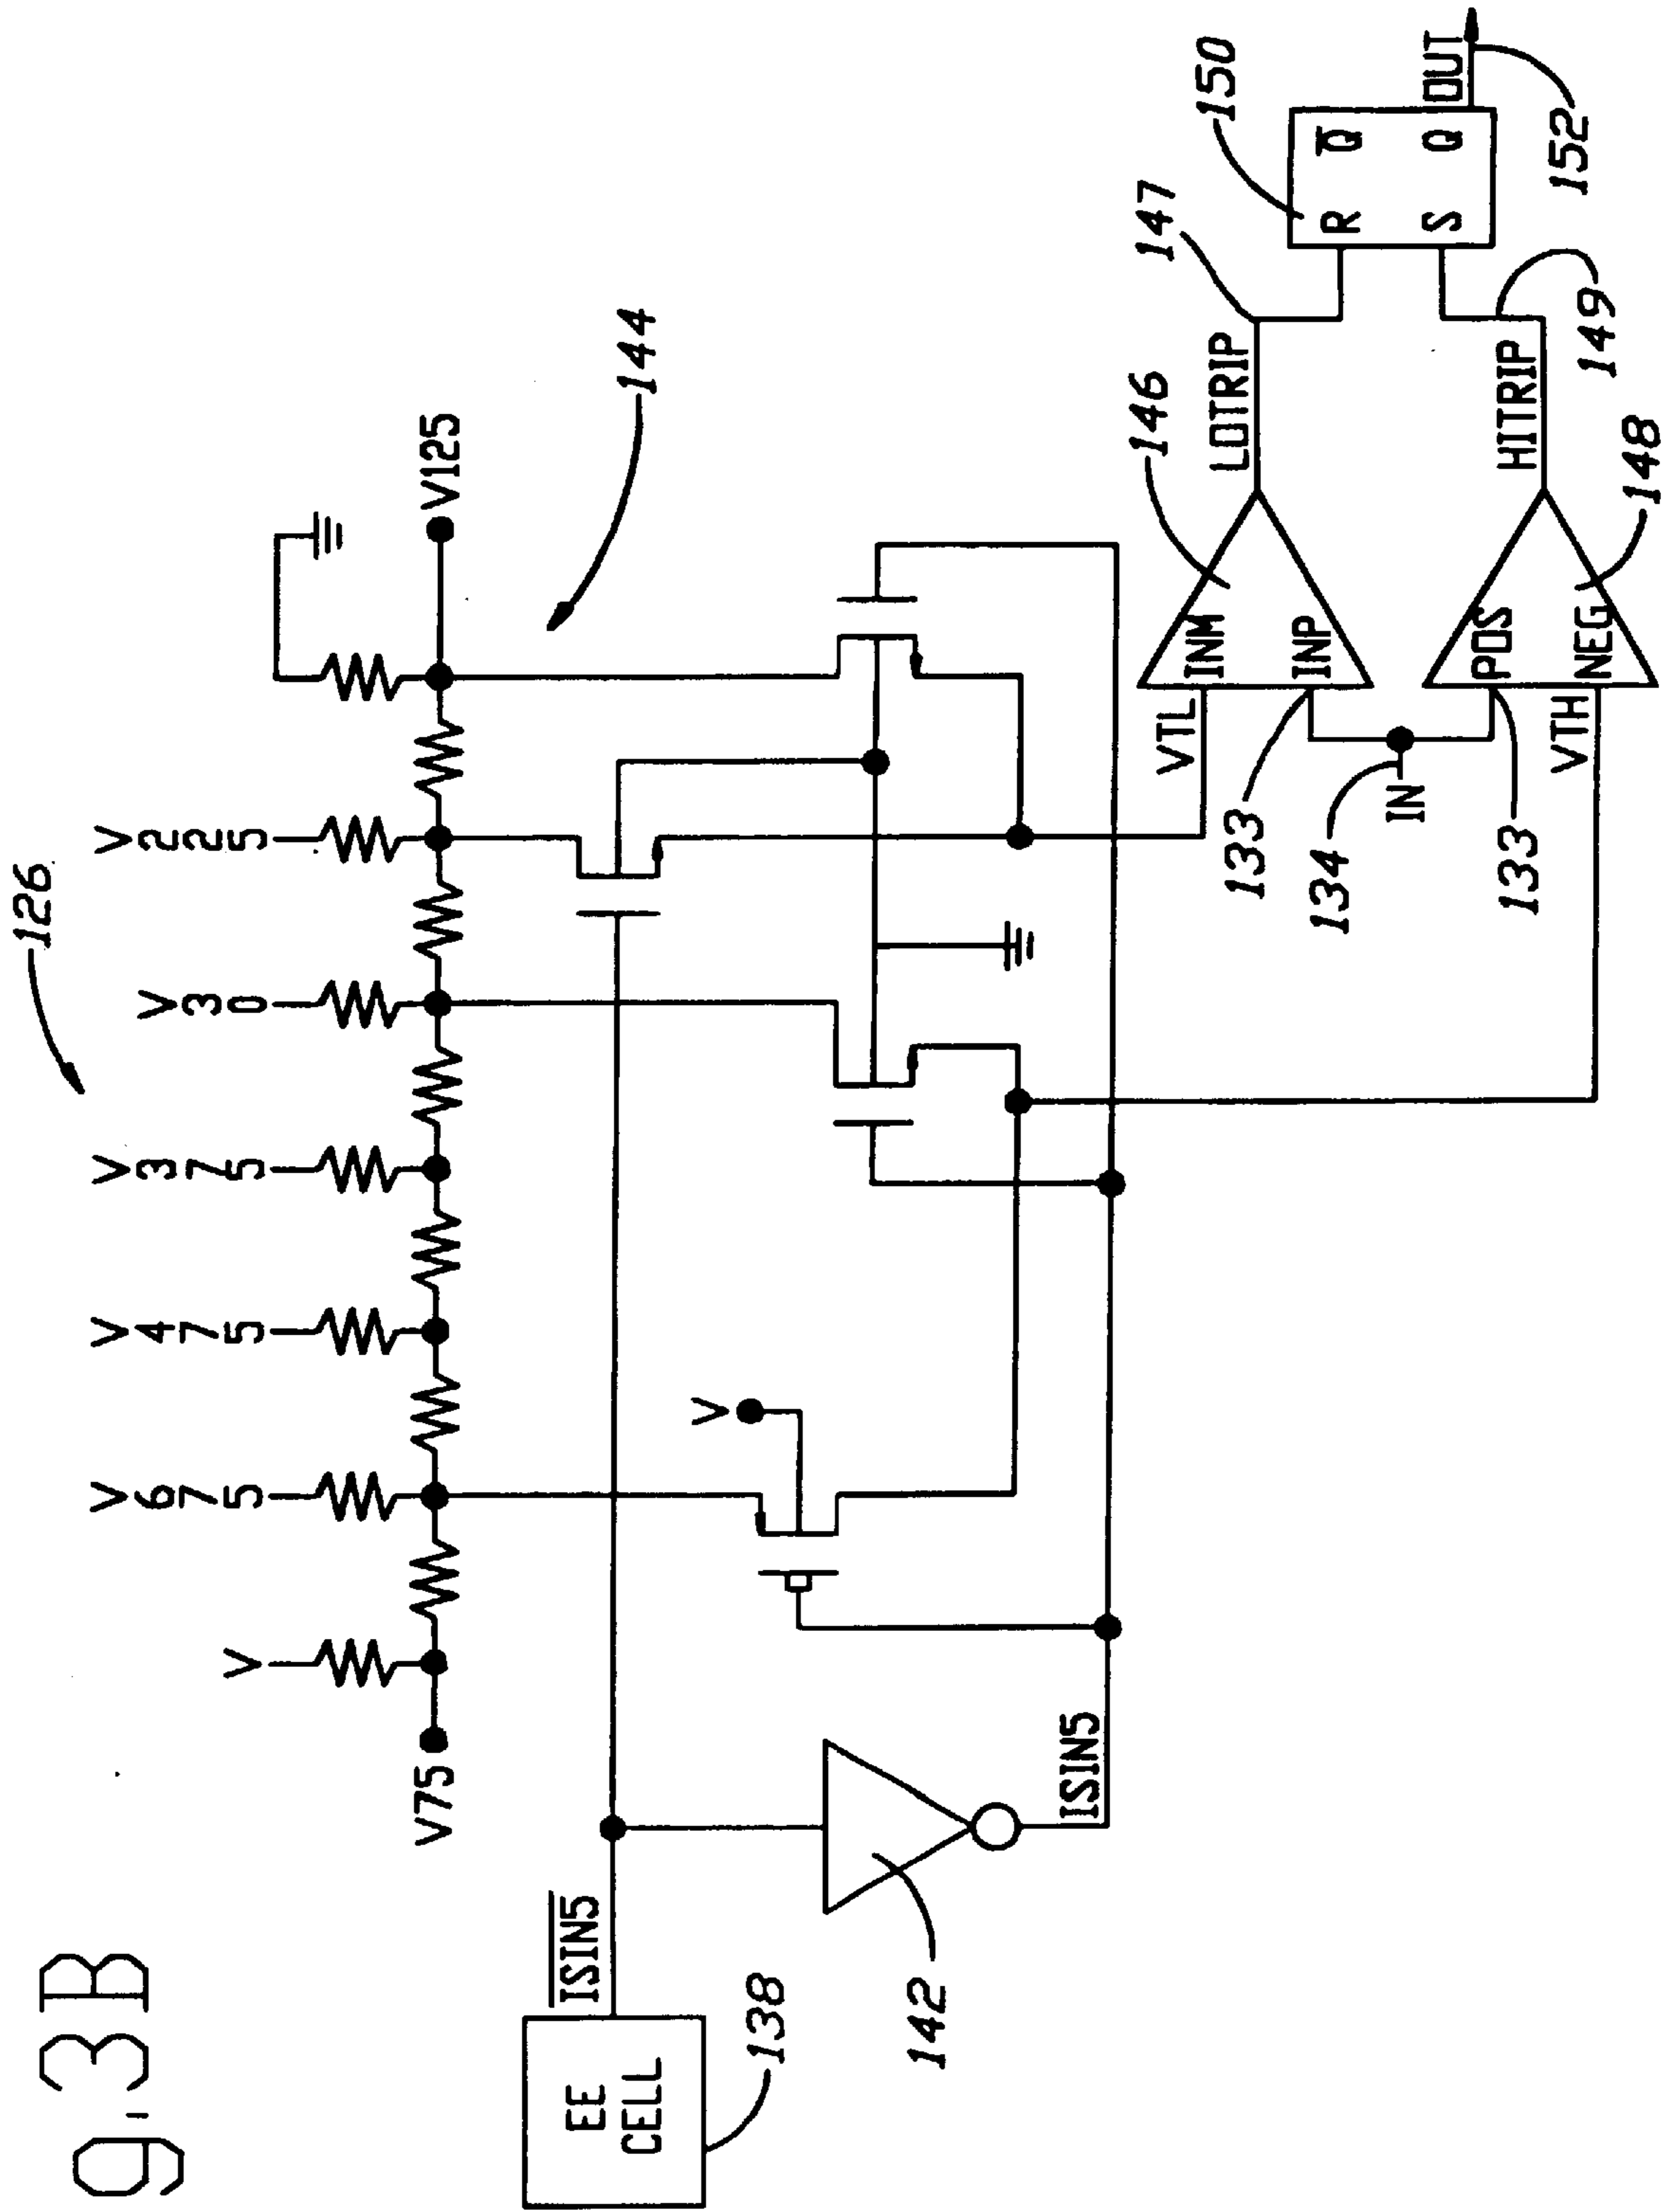 g.3B
126
V75
V
V675
V475
V375
V30
V225
V125
144
EE
CELL
138
ISIN5
142
ISIN5
V
VTL
INM
INP
146
LOTRIP
147
133
134
IN
133
VTH
POS
NEG
148
HITRIP
149
R
Q
S
Q
150
OUT
152